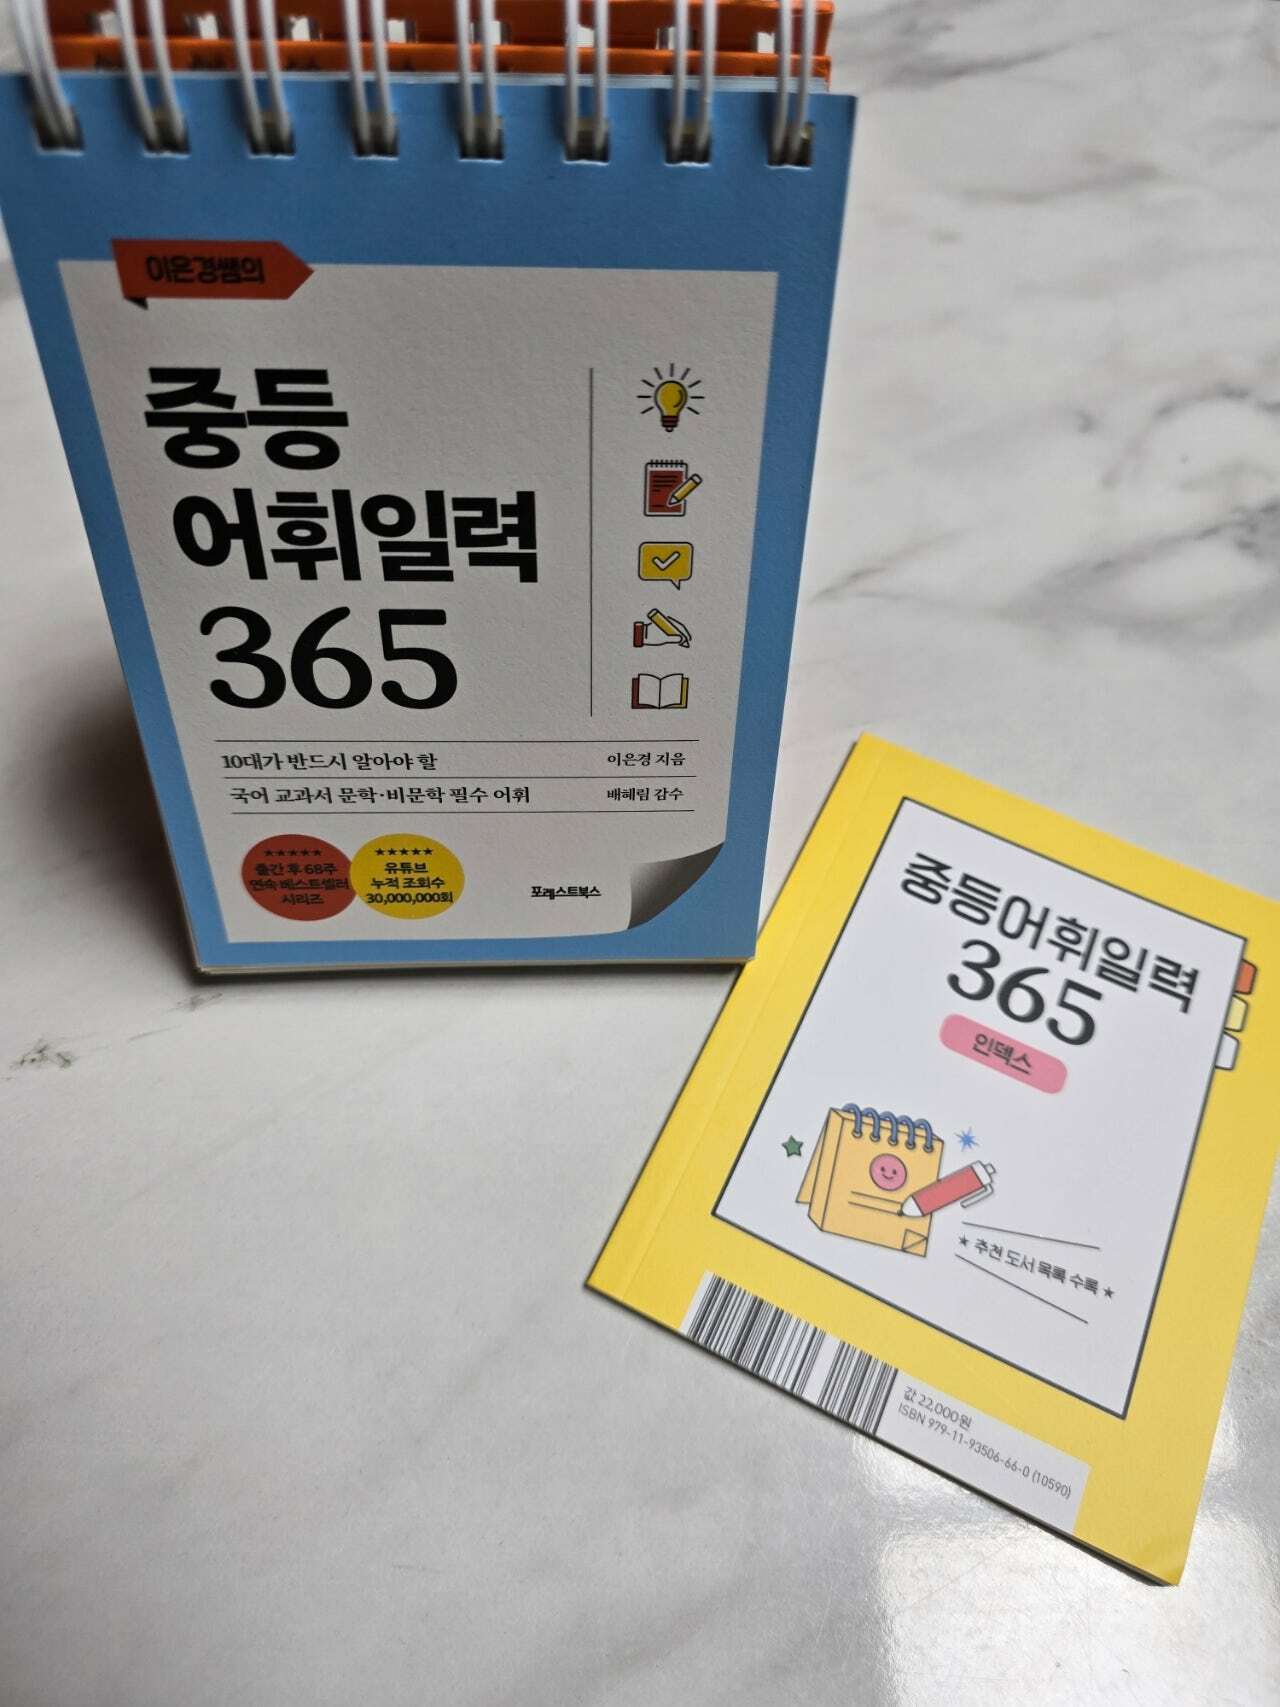 이은경쌤의
중등
어휘일력
365
10대가 반드시 알아야 할
이은경 지음
국어 교과서 문학·비문학 필수 어휘
배혜림 감수
★★★★★
출간 후 68주
연속 베스트셀러
시리즈
★★★★★
유튜브
누적 조회수
30,000,000회
포레스트북스
중등어휘일력
365
인덱스
★ 추천 도서 목록 수록 ★
값 22,000원
ISBN 979-11-93506-66-0 (10590)